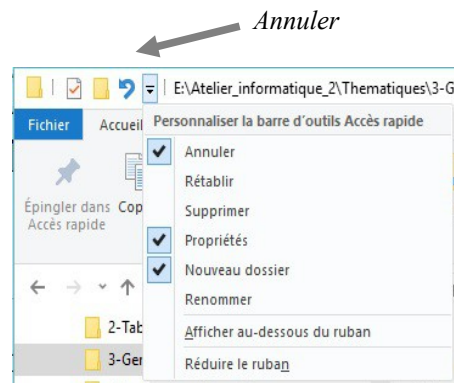 Annuler
E:\Atelier_informatique_2\Thematiques\3-G
Fichier Accueil
Personnaliser la barre d'outils Accès rapide
Annuler
Rétablir
Supprimer
Propriétés
Nouveau dossier
Renommer
Afficher au-dessous du ruban
Réduire le ruban
Épingler dans Cop
Accès rapide
2-Tab
3-Ger